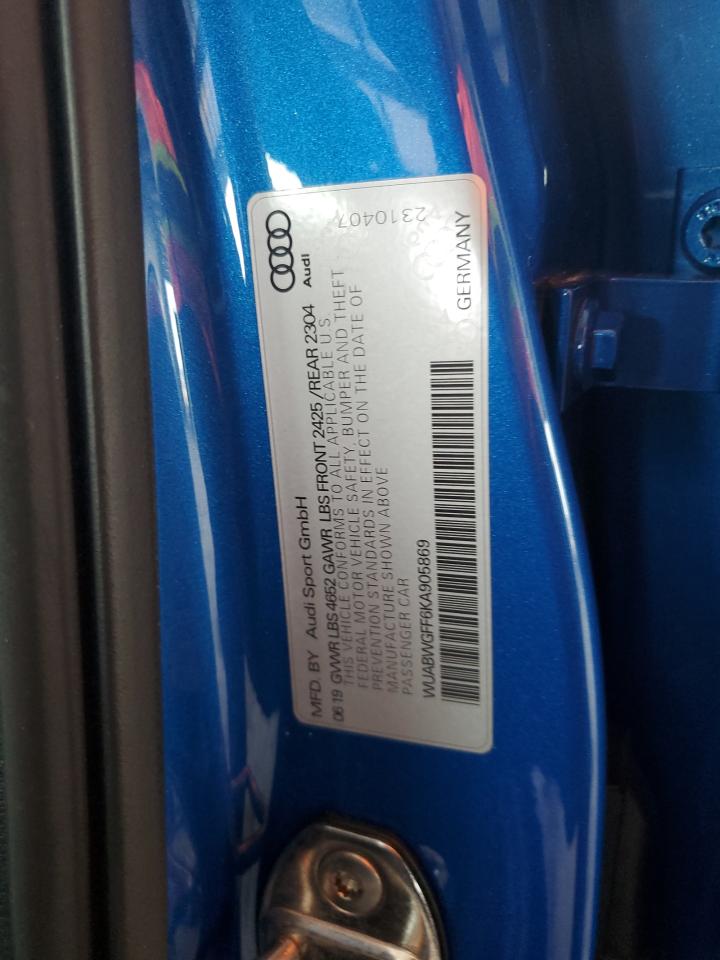 MFD. BY Audi Sport GmbH
Audi
06 19 GVWR LBS 4652 GAWR LBS FRONT 2425 /REAR 2304
THIS VEHICLE CONFORMS TO ALL APPLICABLE U.S.
FEDERAL MOTOR VEHICLE SAFETY, BUMPER AND THEFT
PREVENTION STANDARDS IN EFFECT ON THE DATE OF
MANUFACTURE SHOWN ABOVE
PASSENGER CAR
WUABWGFF6KA905869
GERMANY
2310407